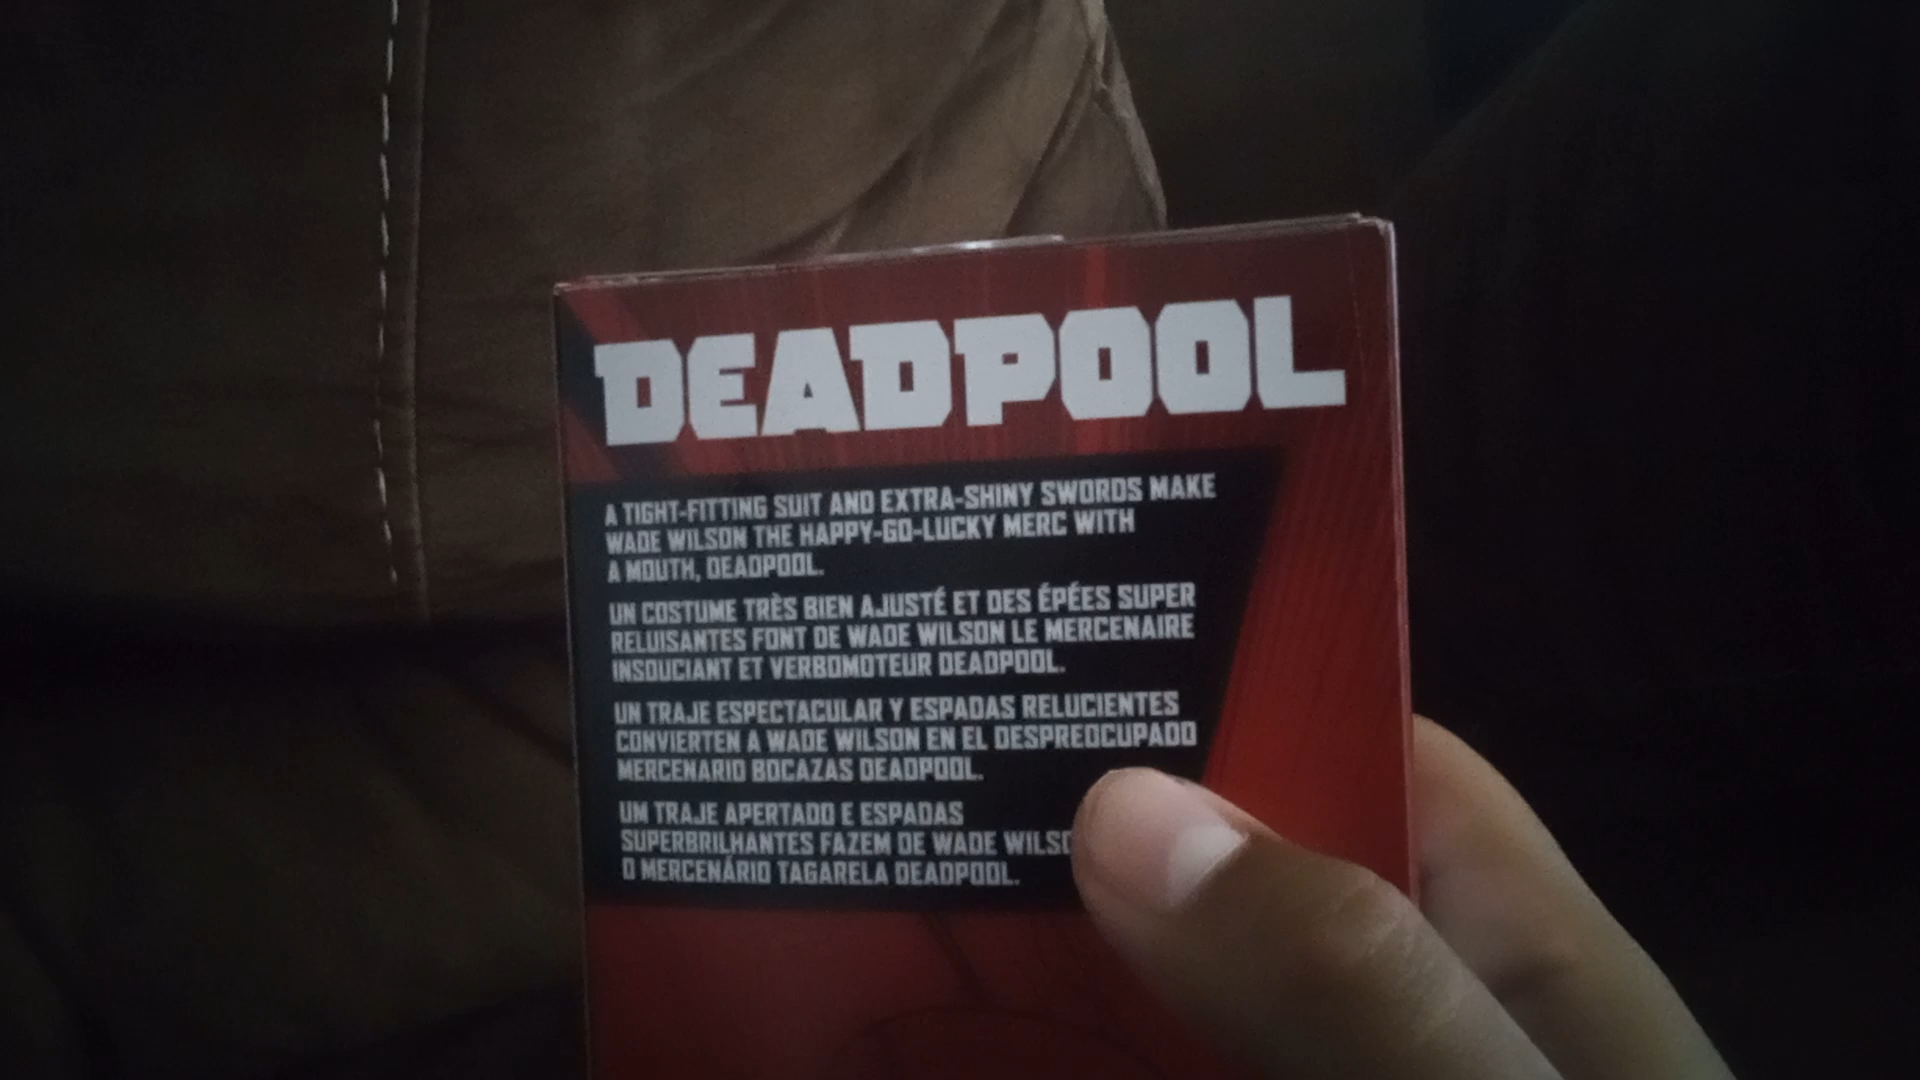 DEADPOOL
A TIGHT-FITTING SUIT AND EXTRA-SHINY SWORDS MAKE
WADE WILSON THE HAPPY-GO-LUCKY MERC WITH
A MOUTH, DEADPOOL.
UN COSTUME TRÈS BIEN AJUSTÉ ET DES ÉPÉES SUPER
RELUISANTES FONT DE WADE WILSON LE MERCENAIRE
INSOUCIANT ET VERBOMOTEUR DEADPOOL.
UN TRAJE ESPECTACULAR Y ESPADAS RELUCIENTES
CONVIERTEN A WADE WILSON EN EL DESPREOCUPADO
MERCENARIO BOCAZAS DEADPOOL.
UM TRAJE APERTADO E ESPADAS
SUPERBRILHANTES FAZEM DE WADE
O MERCENÁRIO TAGARELA DEADPOOL.